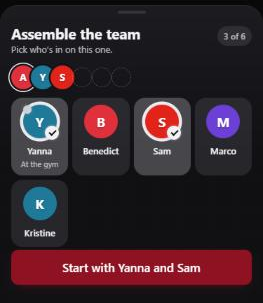 Assemble the team
Pick who's in on this one.
3 of 6
A Y S
Y B S M
Yanna Benedict Sam Marco
At the gym
K
Kristine
Start with Yanna and Sam